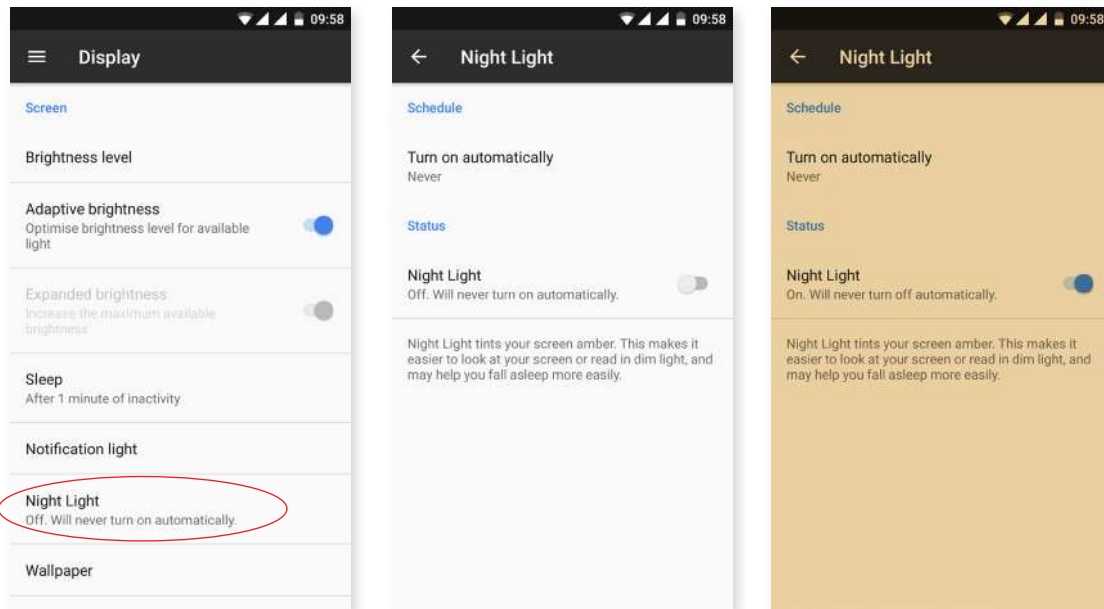 09:58
Display
Screen
Brightness level
Adaptive brightness
Optimise brightness level for available
light
Expanded brightness
Increase the maximum available
brightness
Sleep
After 1 minute of inactivity
Notification light
Night Light
Off. Will never turn on automatically.
Wallpaper
09:58
Night Light
Schedule
Turn on automatically
Never
Status
Night Light
Off. Will never turn on automatically.
Night Light tints your screen amber. This makes it
easier to look at your screen or read in dim light, and
may help you fall asleep more easily.
09:58
Night Light
Schedule
Turn on automatically
Never
Status
Night Light
On. Will never turn off automatically.
Night Light tints your screen amber. This makes it
easier to look at your screen or read in dim light, and
may help you fall asleep more easily.